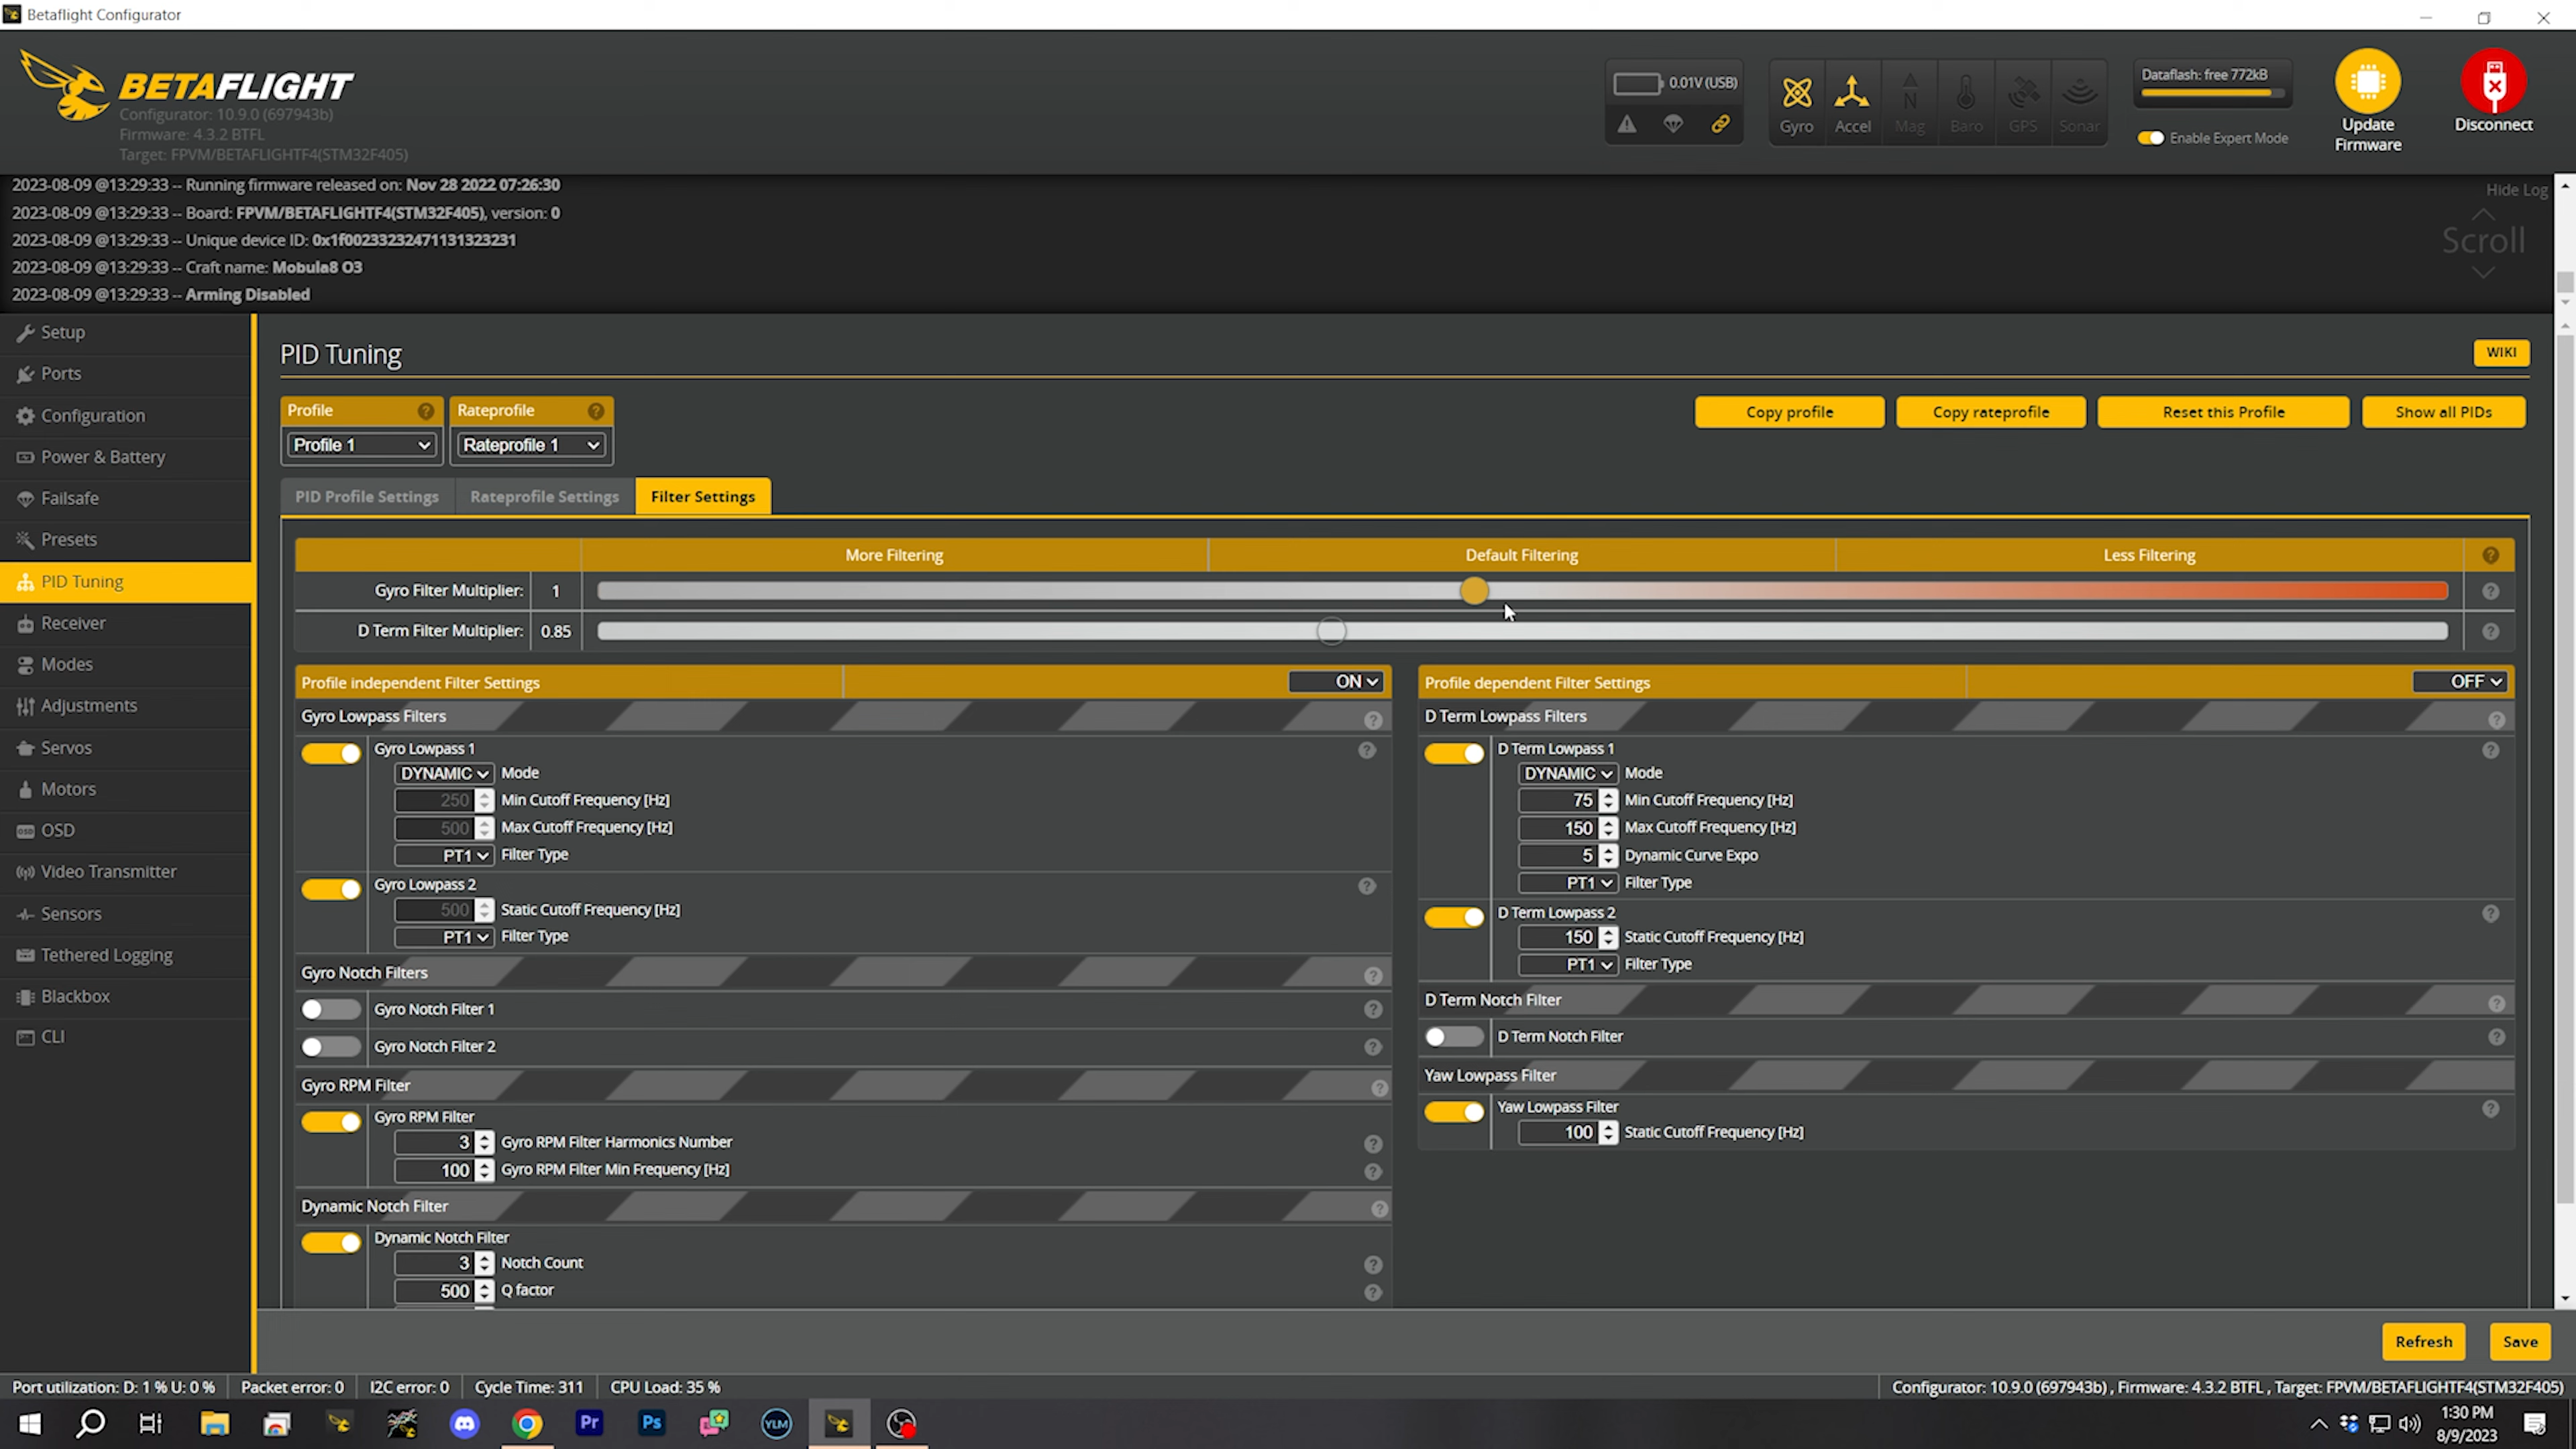 Betaflight Configurator
BETAFLIGHT
Configurator: 10.9.0 (697943b)
Firmware: 4.3.2 BTFL
Target: FPVM/BETAFLIGHTF4(STM32F405)
0.01V (USB)
Gyro
Accel
Mag
Baro
GPS
Sonar
Dataflash: free 772kB
Enable Expert Mode
Update Firmware
Disconnect
2023-08-09 @13:29:33 -- Running firmware released on: Nov 28 2022 07:26:30
2023-08-09 @13:29:33 -- Board: FPVM/BETAFLIGHTF4(STM32F405), version: 0
2023-08-09 @13:29:33 -- Unique device ID: 0x1f00233232471131323231
2023-08-09 @13:29:33 -- Craft name: Mobula8 O3
2023-08-09 @13:29:33 -- Arming Disabled
Hide Log
Scroll
Setup
Ports
Configuration
Power & Battery
Failsafe
Presets
PID Tuning
Receiver
Modes
Adjustments
Servos
Motors
OSD
Video Transmitter
Sensors
Tethered Logging
Blackbox
CLI
PID Tuning
WIKI
Profile
Profile 1
Rateprofile
Rateprofile 1
Copy profile
Copy rateprofile
Reset this Profile
Show all PIDs
PID Profile Settings
Rateprofile Settings
Filter Settings
More Filtering
Default Filtering
Less Filtering
Gyro Filter Multiplier: 1
D Term Filter Multiplier: 0.85
Profile independent Filter Settings ON
Gyro Lowpass Filters
Gyro Lowpass 1
DYNAMIC Mode
250 Min Cutoff Frequency [Hz]
500 Max Cutoff Frequency [Hz]
PT1 Filter Type
Gyro Lowpass 2
500 Static Cutoff Frequency [Hz]
PT1 Filter Type
Gyro Notch Filters
Gyro Notch Filter 1
Gyro Notch Filter 2
Gyro RPM Filter
Gyro RPM Filter
3 Gyro RPM Filter Harmonics Number
100 Gyro RPM Filter Min Frequency [Hz]
Dynamic Notch Filter
Dynamic Notch Filter
3 Notch Count
500 Q factor
Profile dependent Filter Settings OFF
D Term Lowpass Filters
D Term Lowpass 1
DYNAMIC Mode
75 Min Cutoff Frequency [Hz]
150 Max Cutoff Frequency [Hz]
5 Dynamic Curve Expo
PT1 Filter Type
D Term Lowpass 2
150 Static Cutoff Frequency [Hz]
PT1 Filter Type
D Term Notch Filter
D Term Notch Filter
Yaw Lowpass Filter
Yaw Lowpass Filter
100 Static Cutoff Frequency [Hz]
Refresh
Save
Port utilization: D: 1 % U: 0 %
Packet error: 0
I2C error: 0
Cycle Time: 311
CPU Load: 35 %
Configurator: 10.9.0 (697943b) , Firmware: 4.3.2 BTFL , Target: FPVM/BETAFLIGHTF4(STM32F405)
Pr
Ps
YLM
1:30 PM
8/9/2023